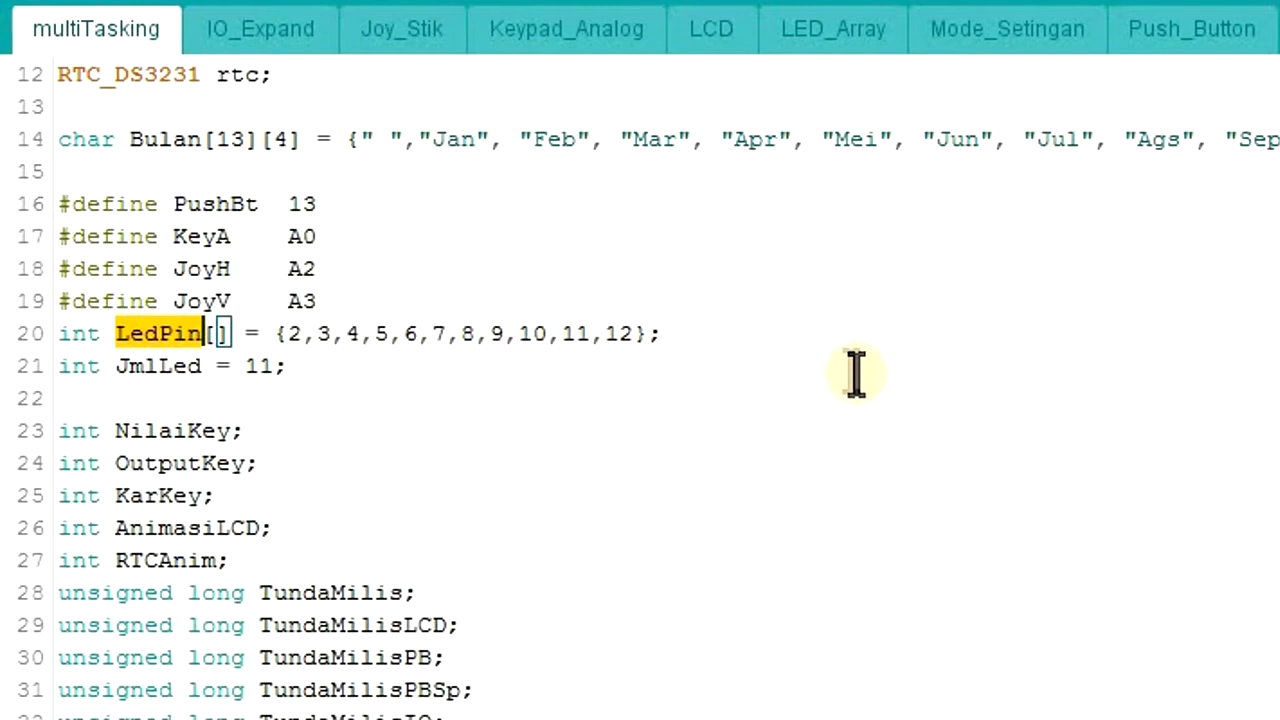 multiTasking IO_Expand Joy_Stik Keypad_Analog LCD LED_Array Mode_Setingan Push_Button
12 RTC_DS3231 rtc;
13
14 char Bulan[13][4] = {" ","Jan", "Feb", "Mar", "Apr", "Mei", "Jun", "Jul", "Ags", "Sep
15
16 #define PushBt  13
17 #define KeyA    A0
18 #define JoyH    A2
19 #define JoyV    A3
20 int LedPin[] = {2,3,4,5,6,7,8,9,10,11,12};
21 int JmlLed = 11;
22
23 int NilaiKey;
24 int OutputKey;
25 int KarKey;
26 int AnimasiLCD;
27 int RTCAnim;
28 unsigned long TundaMilis;
29 unsigned long TundaMilisLCD;
30 unsigned long TundaMilisPB;
31 unsigned long TundaMilisPBSp;